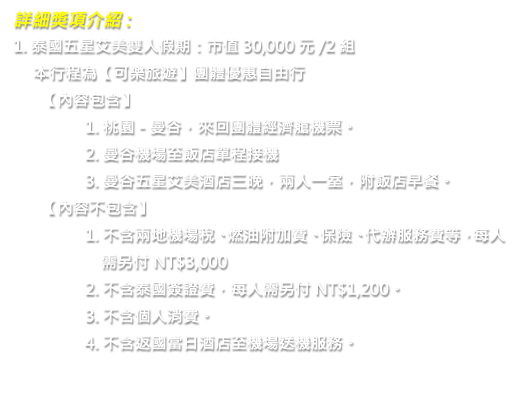 詳細獎項介紹：
1. 泰國五星艾美雙人假期：市值 30,000 元 /2 組
本行程為【可樂旅遊】團體優惠自由行
【內容包含】
1. 桃園 - 曼谷，來回團體經濟艙機票。
2. 曼谷機場至飯店單程接機
3. 曼谷五星艾美酒店三晚，兩人一室，附飯店早餐。
【內容不包含】
1. 不含兩地機場稅、燃油附加費、保險、代辦服務費等，每人
需另付 NT$3,000
2. 不含泰國簽證費，每人需另付 NT$1,200。
3. 不含個人消費。
4. 不含返國當日酒店至機場送機服務。